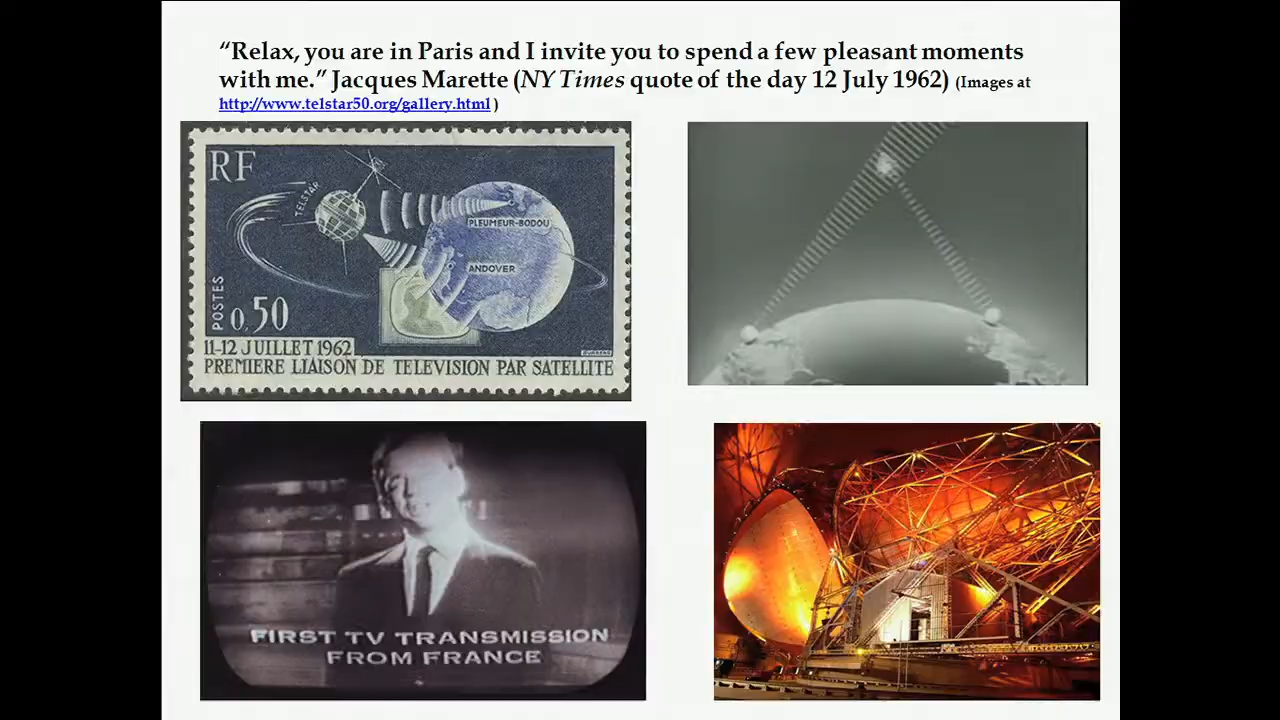 “Relax, you are in Paris and I invite you to spend a few pleasant moments
with me.” Jacques Marette (NY Times quote of the day 12 July 1962) (Images at
http://www.telstar50.org/gallery.html )
RF
TELSTAR
PLEUMEUR-BODOU
ANDOVER
POSTES
0,50
11-12 JUILLET 1962
PREMIERE LIAISON DE TELEVISION PAR SATELLITE
FIRST TV TRANSMISSION
FROM FRANCE